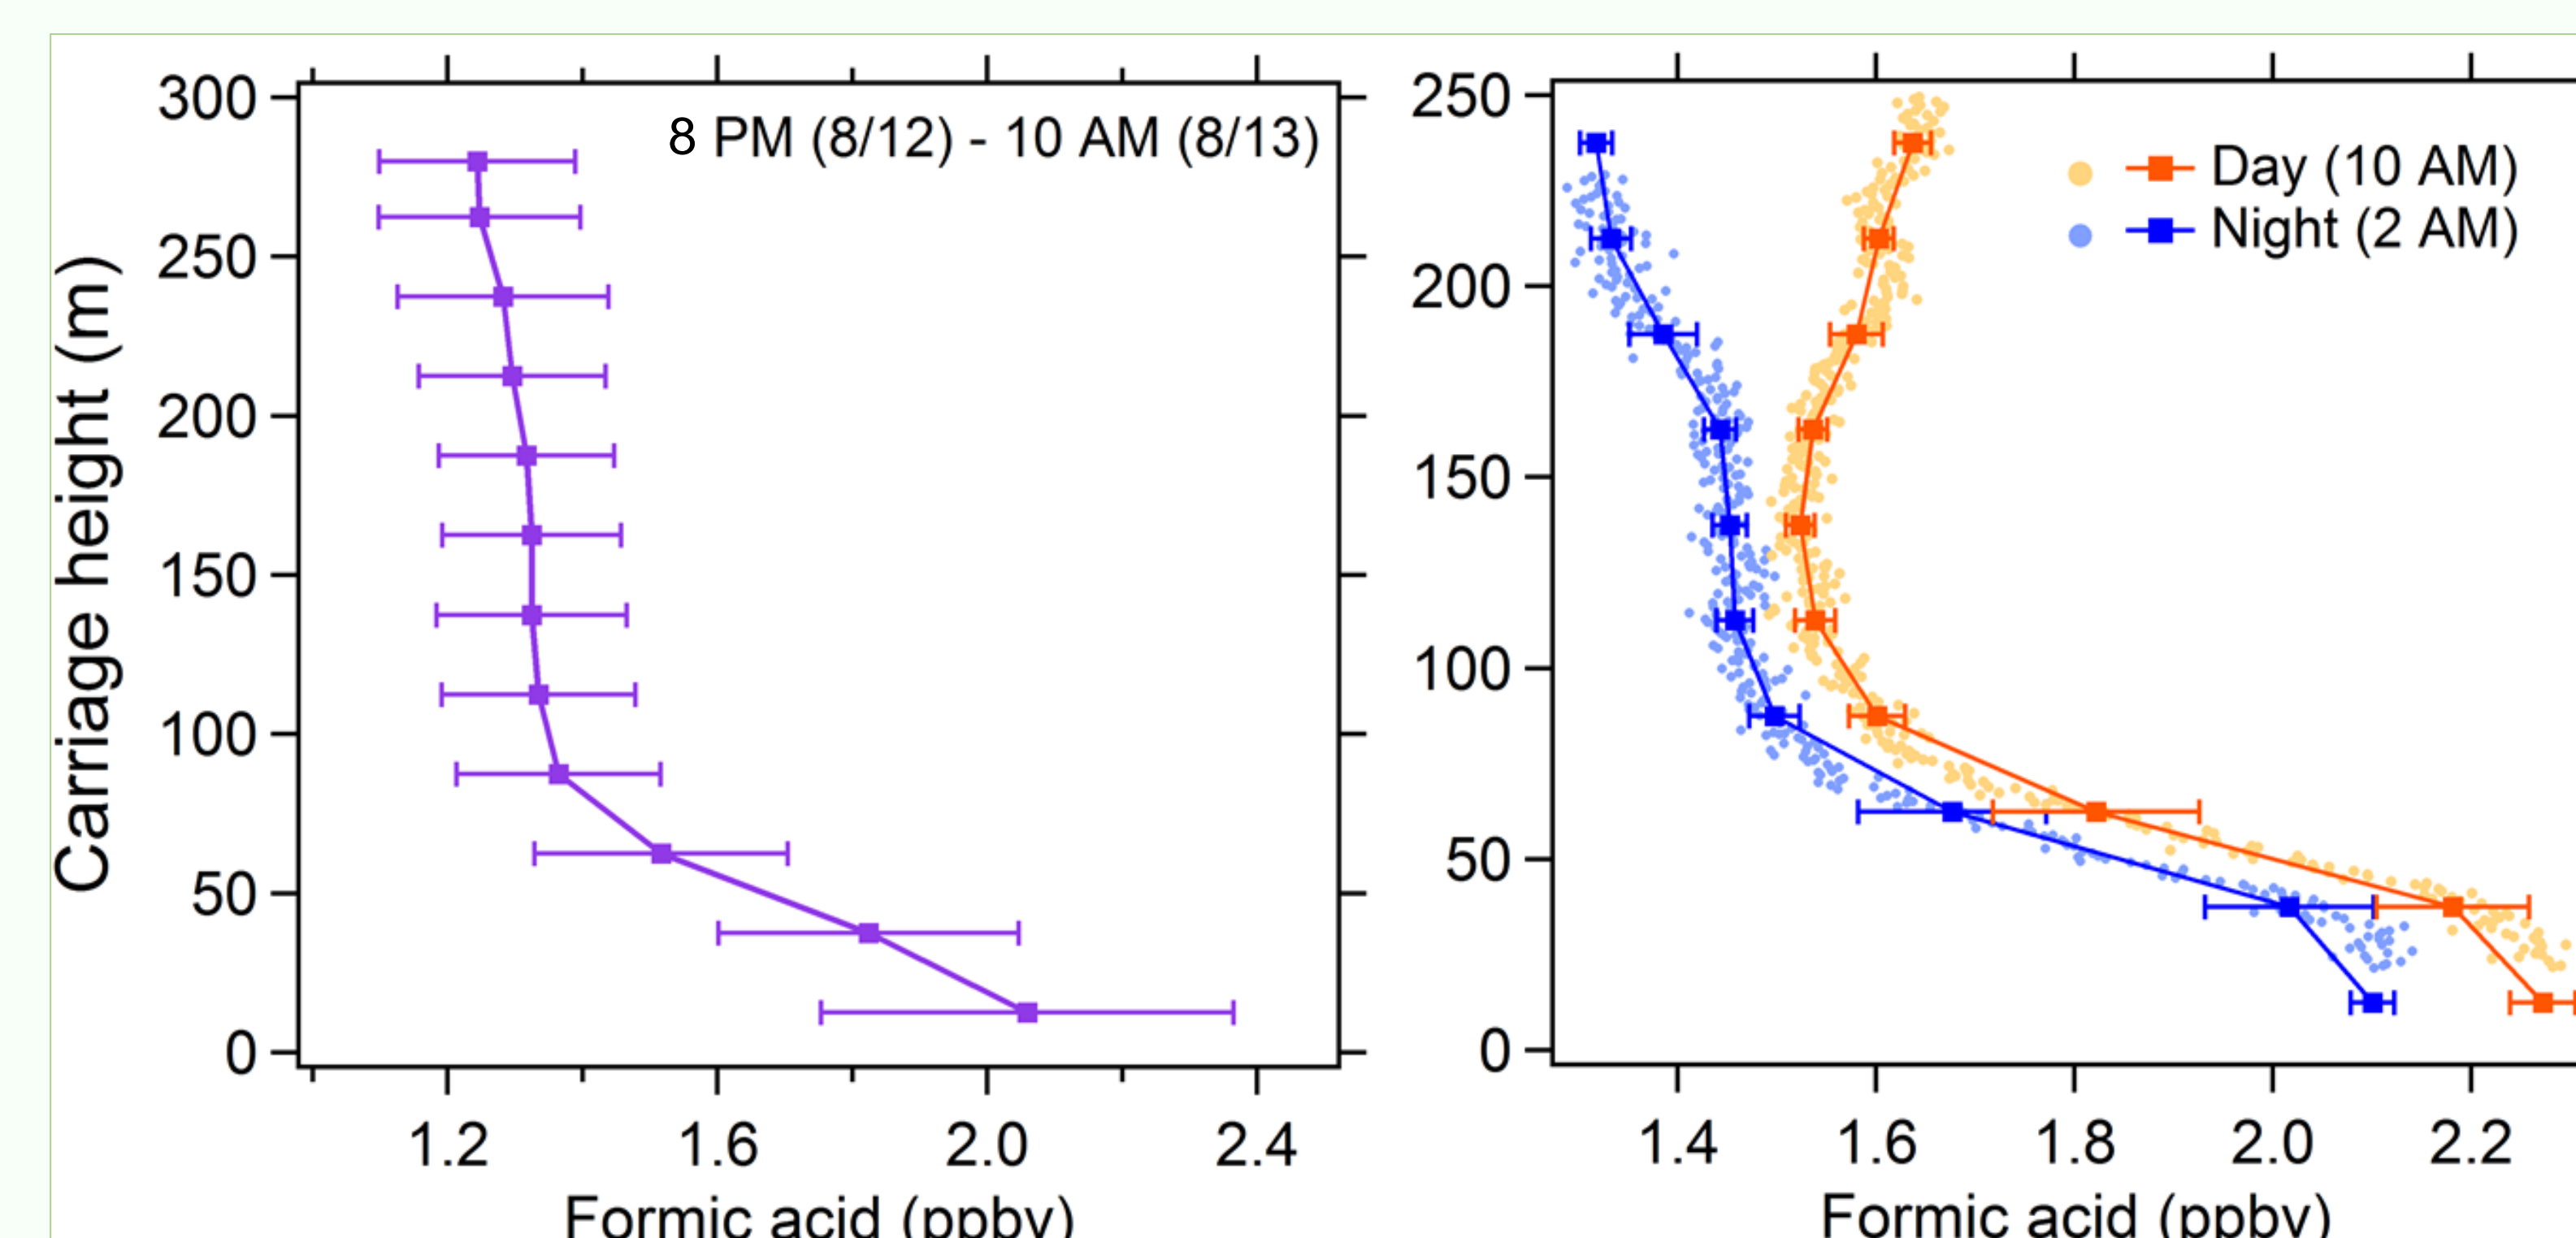 Carriage height (m)
300
250
200
150
100
50
0
8 PM (8/12) - 10 AM (8/13)
1.2 1.6 2.0 2.4
Formic acid (ppbv)
250
200
150
100
50
0
Day (10 AM)
Night (2 AM)
1.4 1.6 1.8 2.0 2.2
Formic acid (ppbv)